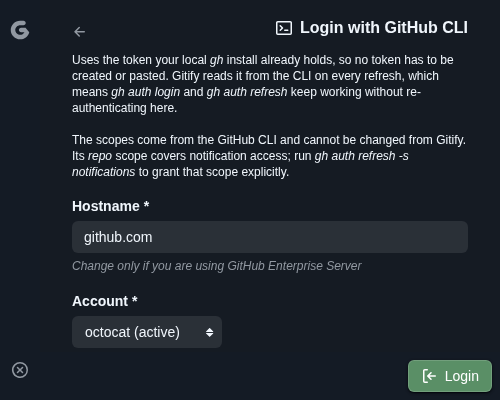 Login with GitHub CLI
Uses the token your local gh install already holds, so no token has to be
created or pasted. Gitify reads it from the CLI on every refresh, which
means gh auth login and gh auth refresh keep working without re-
authenticating here.
The scopes come from the GitHub CLI and cannot be changed from Gitify.
Its repo scope covers notification access; run gh auth refresh -s
notifications to grant that scope explicitly.
Hostname *
github.com
Change only if you are using GitHub Enterprise Server
Account *
octocat (active)
Login